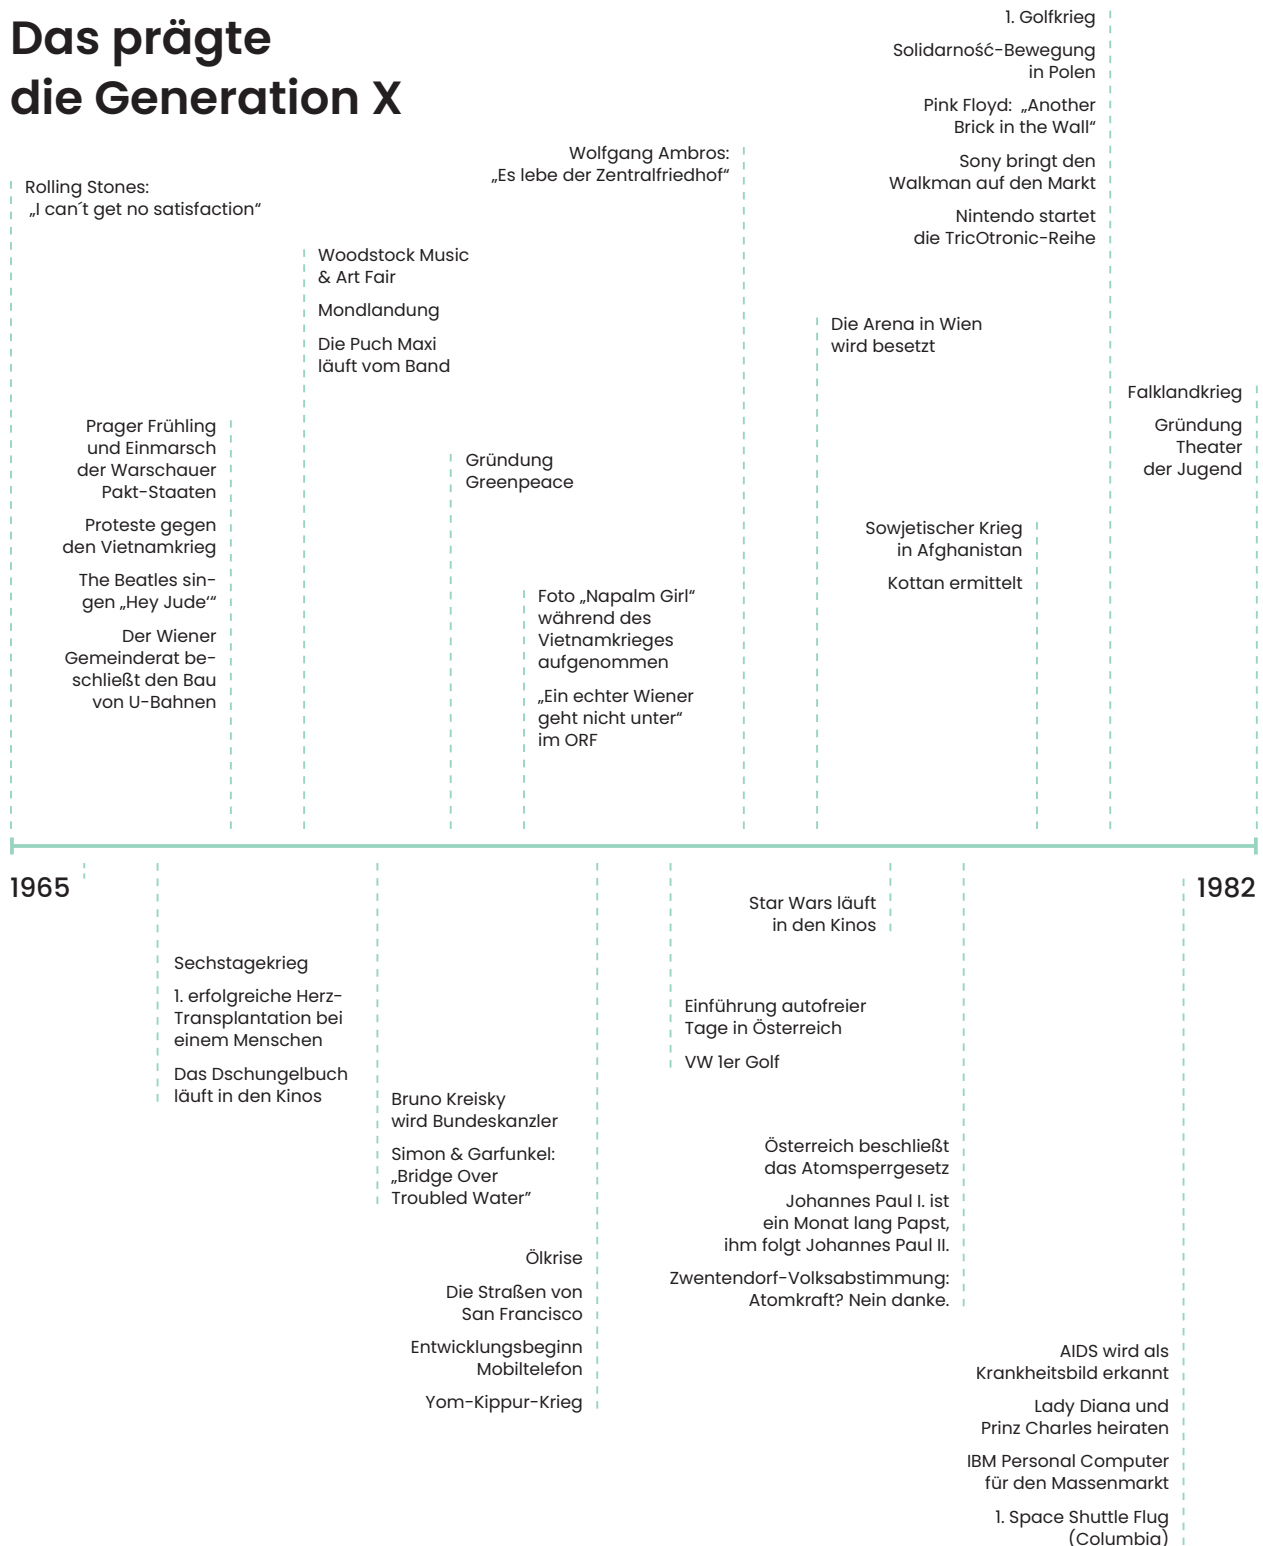 Das prägte
die Generation X
Rolling Stones:
„I can´t get no satisfaction“
Prager Frühling
und Einmarsch
der Warschauer
Pakt-Staaten
Proteste gegen
den Vietnamkrieg
The Beatles sin-
gen „Hey Jude‘“
Der Wiener
Gemeinderat be-
schließt den Bau
von U-Bahnen
Woodstock Music
& Art Fair
Mondlandung
Die Puch Maxi
läuft vom Band
Gründung
Greenpeace
Foto „Napalm Girl“
während des
Vietnamkrieges
aufgenommen
„Ein echter Wiener
geht nicht unter“
im ORF
Wolfgang Ambros:
„Es lebe der Zentralfriedhof“
Die Arena in Wien
wird besetzt
Sowjetischer Krieg
in Afghanistan
Kottan ermittelt
1. Golfkrieg
Solidarność-Bewegung
in Polen
Pink Floyd: „Another
Brick in the Wall“
Sony bringt den
Walkman auf den Markt
Nintendo startet
die TricOtronic-Reihe
Falklandkrieg
Gründung
Theater
der Jugend
1965
1982
Sechstagekrieg
1. erfolgreiche Herz-
Transplantation bei
einem Menschen
Das Dschungelbuch
läuft in den Kinos
Bruno Kreisky
wird Bundeskanzler
Simon & Garfunkel:
„Bridge Over
Troubled Water”
Ölkrise
Die Straßen von
San Francisco
Entwicklungsbeginn
Mobiltelefon
Yom-Kippur-Krieg
Einführung autofreier
Tage in Österreich
VW 1er Golf
Star Wars läuft
in den Kinos
Österreich beschließt
das Atomsperrgesetz
Johannes Paul I. ist
ein Monat lang Papst,
ihm folgt Johannes Paul II.
Zwentendorf-Volksabstimmung:
Atomkraft? Nein danke.
AIDS wird als
Krankheitsbild erkannt
Lady Diana und
Prinz Charles heiraten
IBM Personal Computer
für den Massenmarkt
1. Space Shuttle Flug
(Columbia)